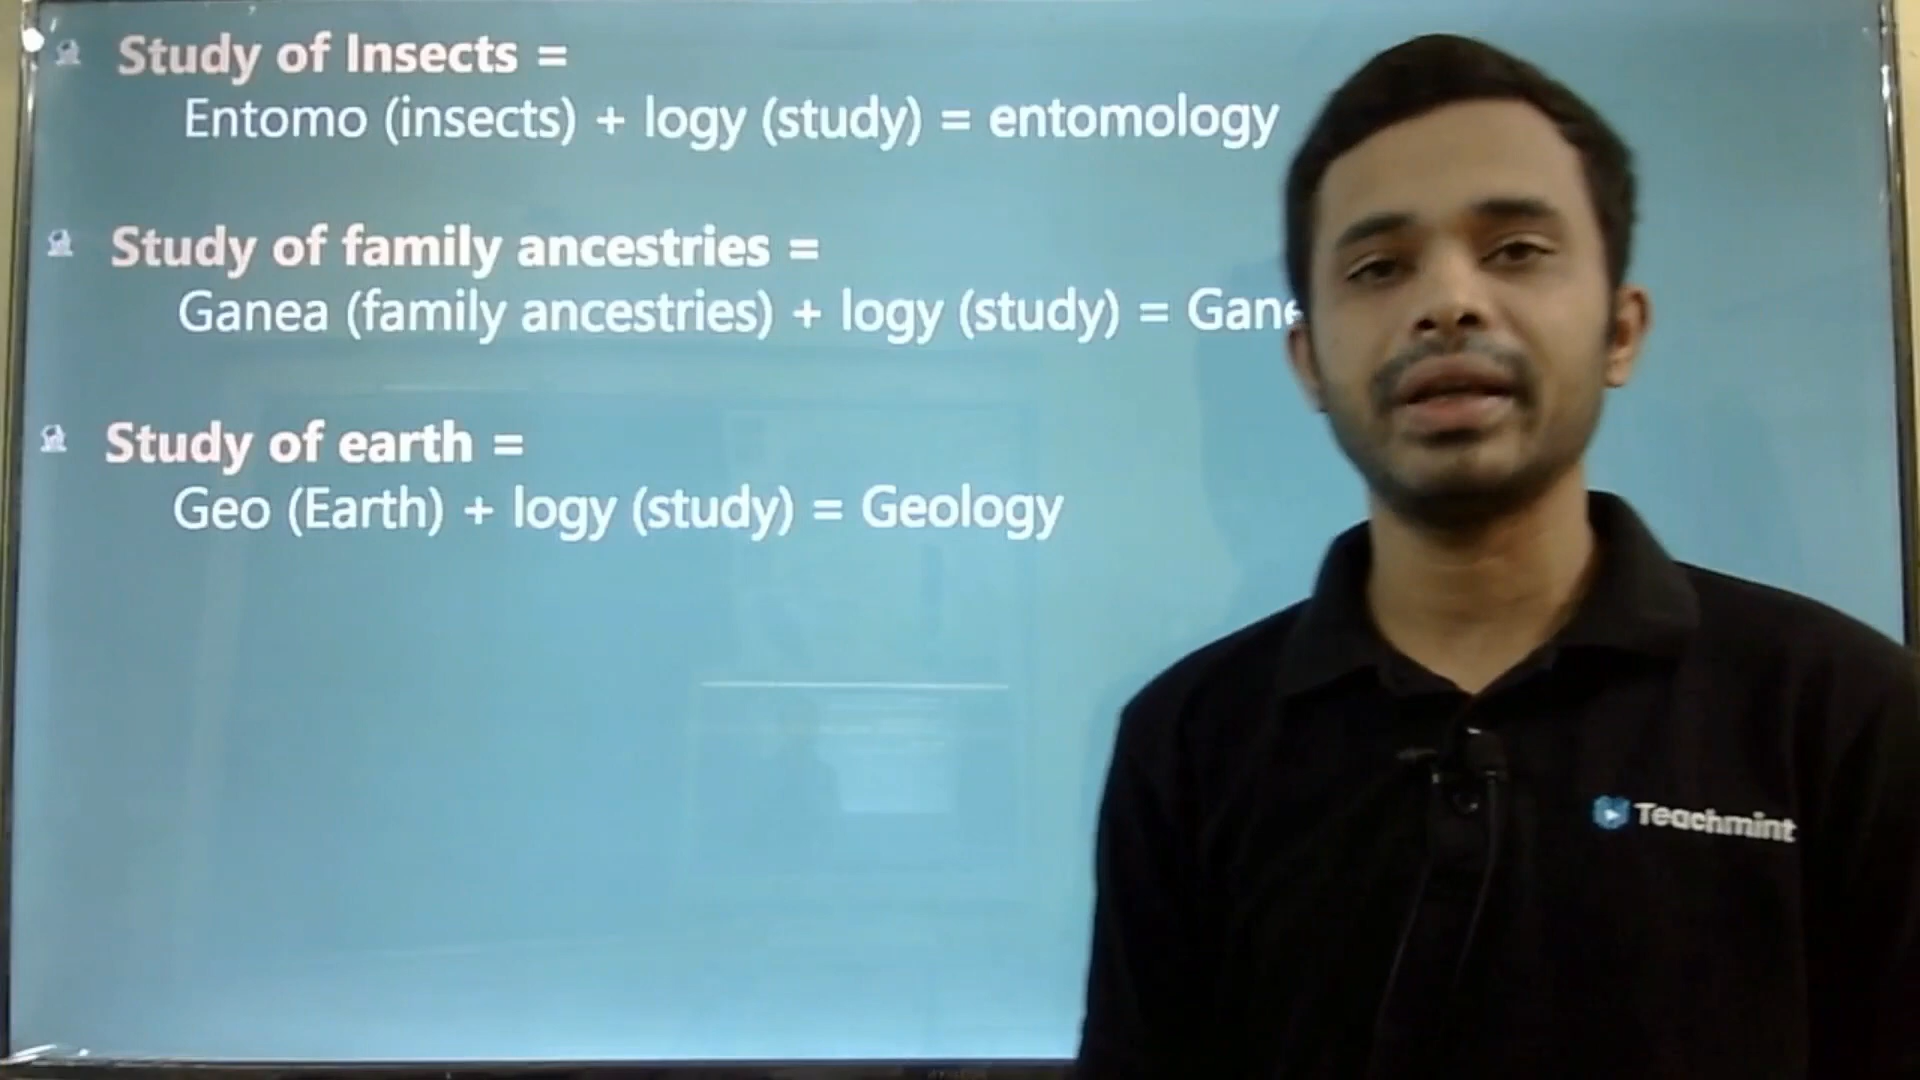 Study of Insects =
Entomo (insects) + logy (study) = entomology
Study of family ancestries =
Ganea (family ancestries) + logy (study) =
Study of earth =
Geo (Earth) + logy (study) = Geology
Teachmint